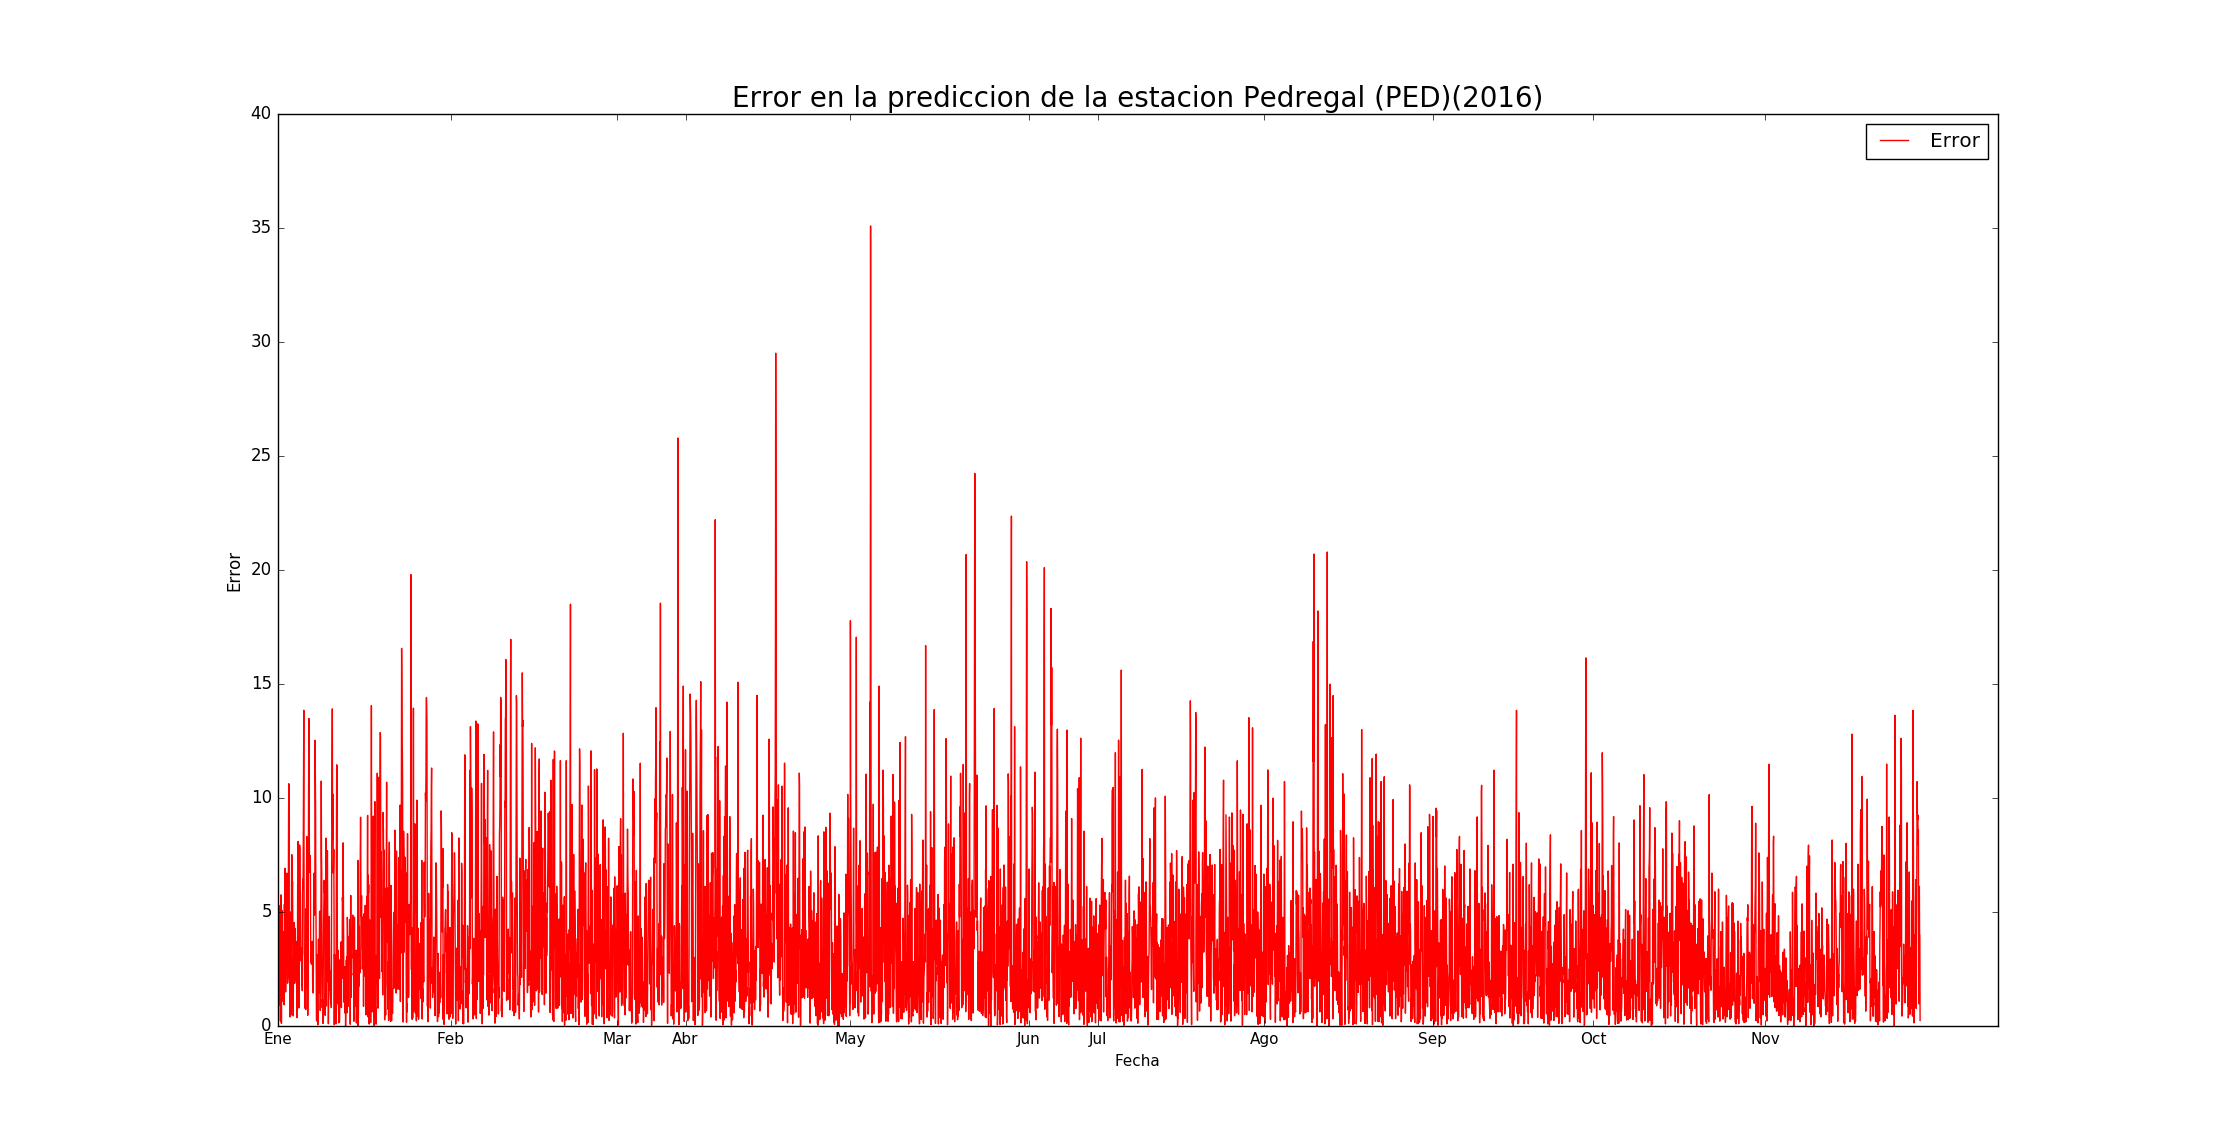 Error en la prediccion de la estacion Pedregal (PED)(2016)
Error
40
35
30
25
20
15
10
5
0
Error
Ene Feb Mar Abr May Jun Jul Ago Sep Oct Nov
Fecha